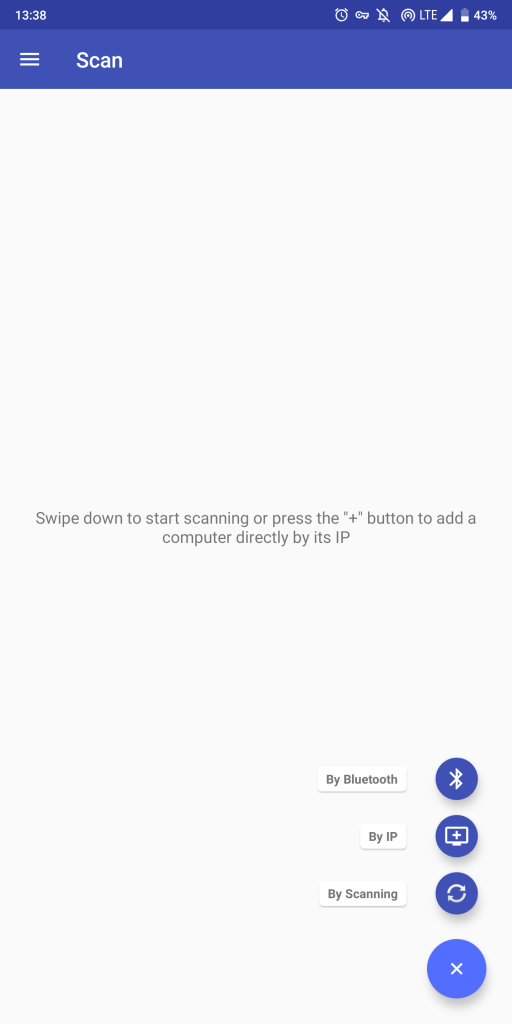 13:38
LTE
43%
Scan
Swipe down to start scanning or press the "+" button to add a
computer directly by its IP
By Bluetooth
By IP
By Scanning